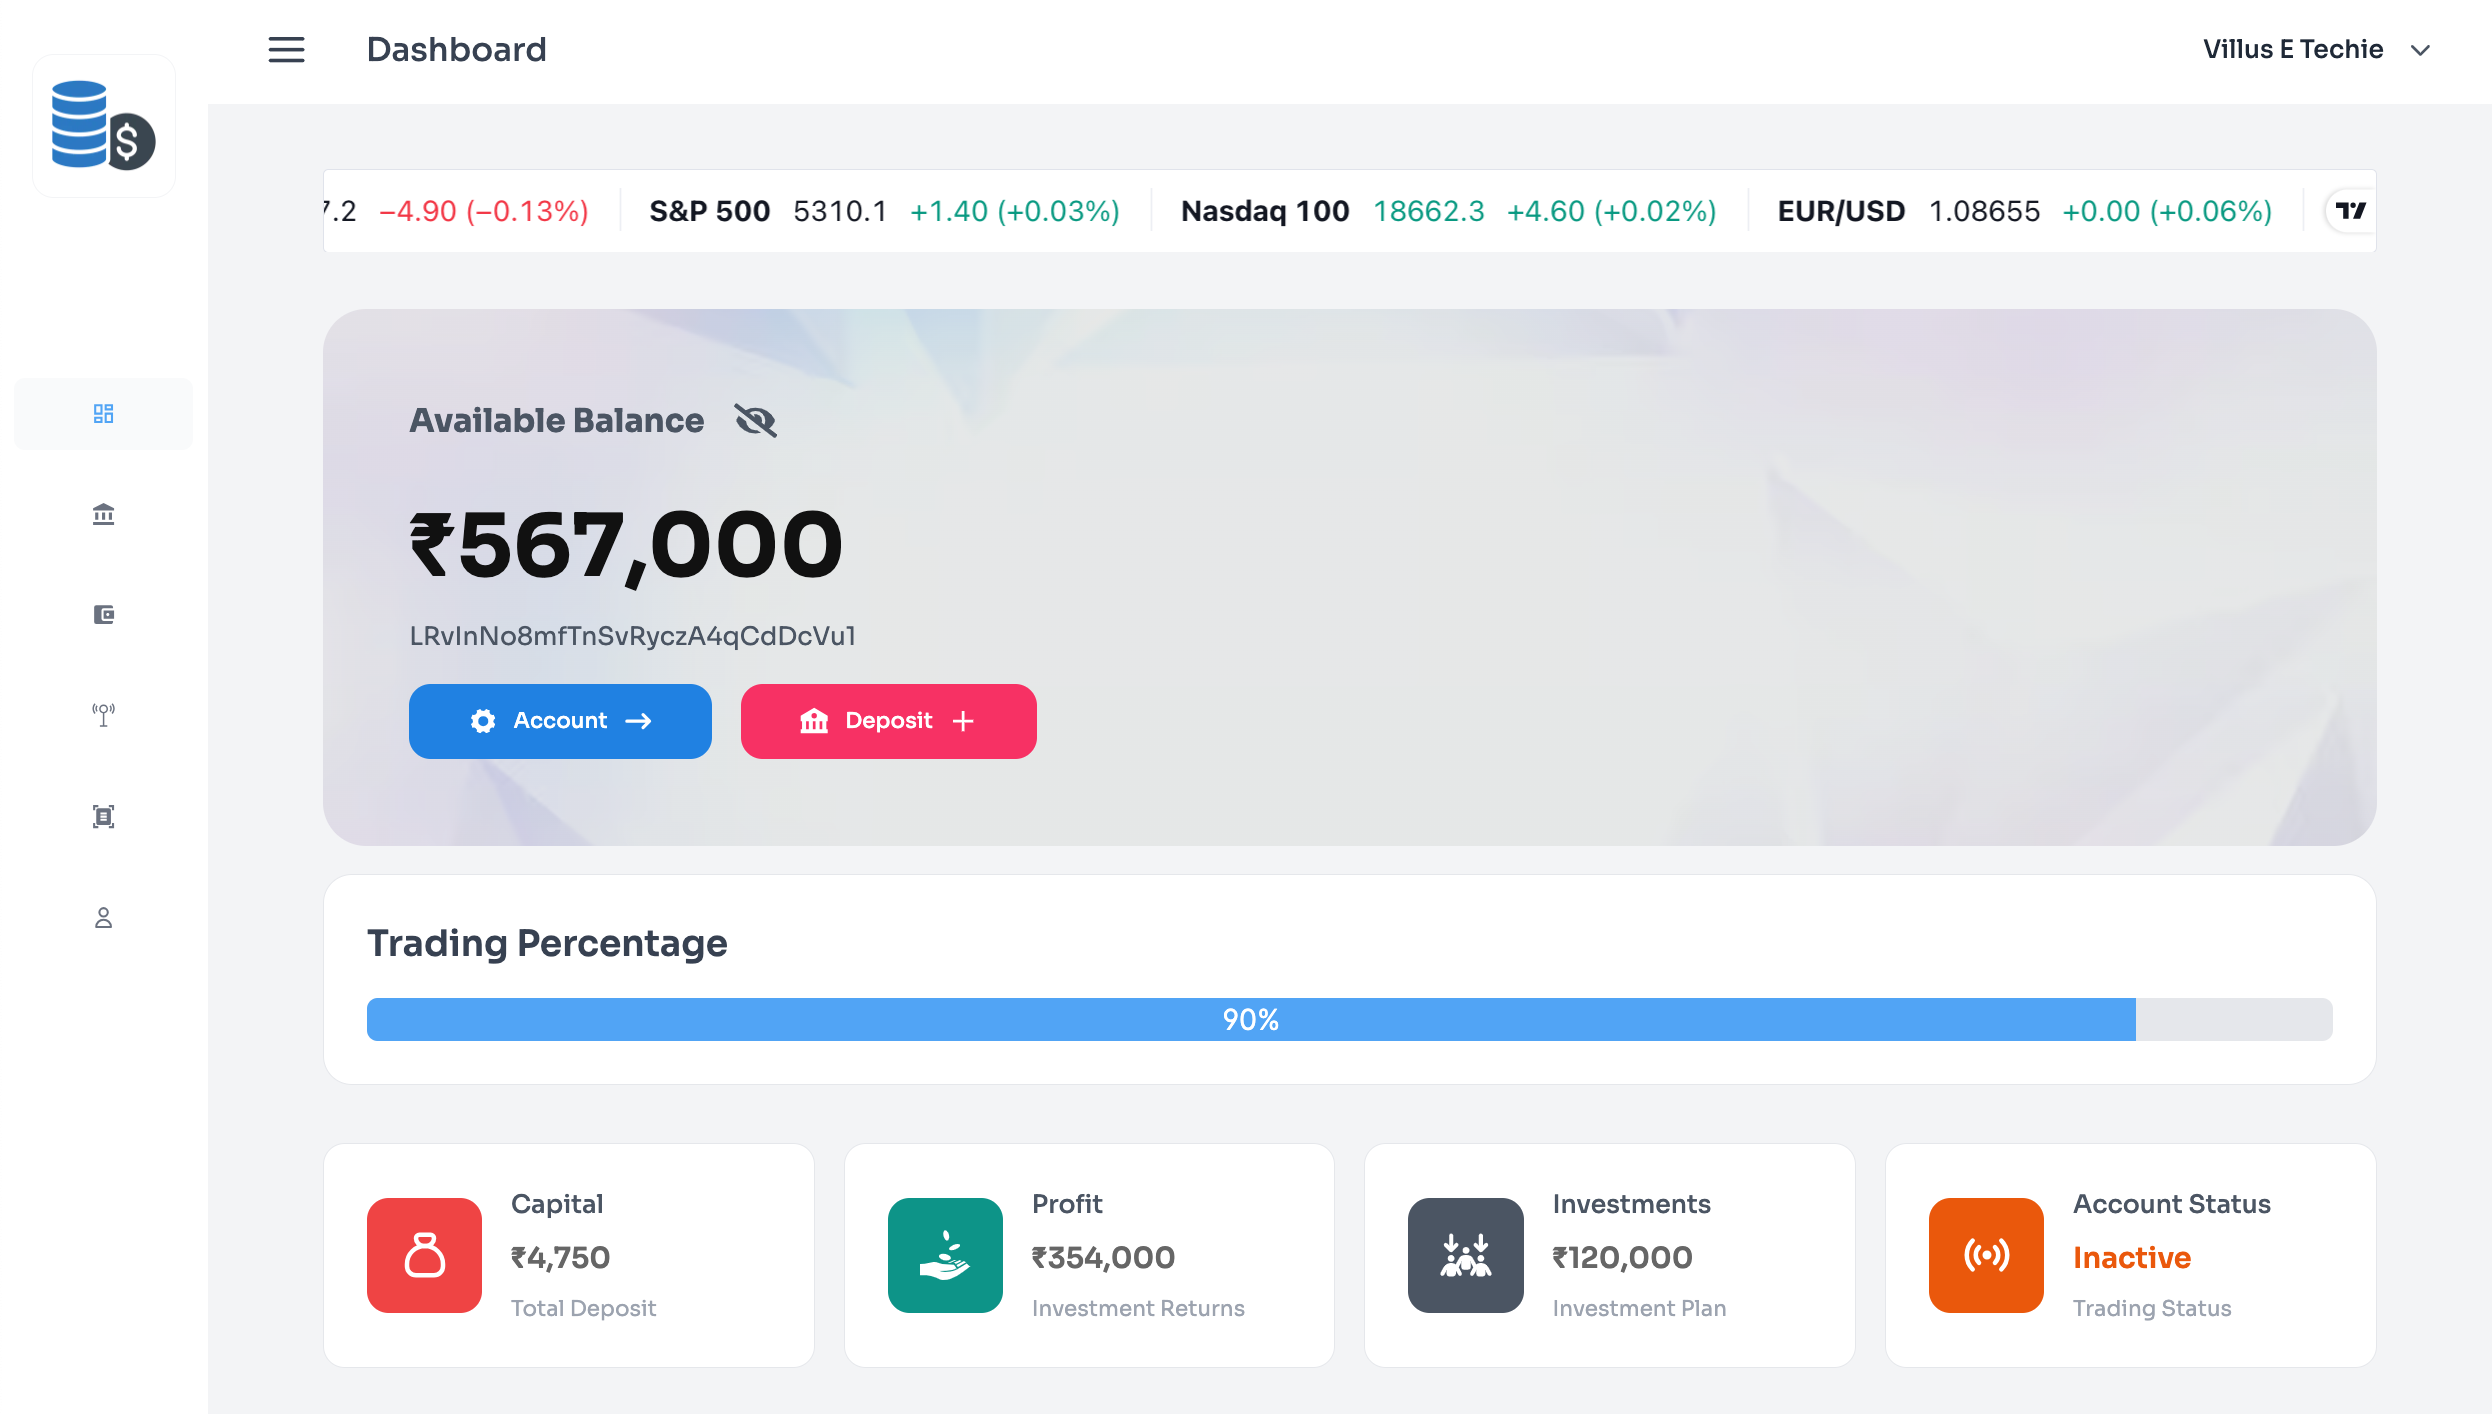 Dashboard
Villus E Techie
7.2 −4.90 (−0.13%) S&P 500 5310.1 +1.40 (+0.03%) Nasdaq 100 18662.3 +4.60 (+0.02%) EUR/USD 1.08655 +0.00 (+0.06%)
Available Balance
₹567,000
LRvInNo8mfTnSvRyczA4qCdDcVu1
Account
Deposit
Trading Percentage
90%
Capital
₹4,750
Total Deposit
Profit
₹354,000
Investment Returns
Investments
₹120,000
Investment Plan
Account Status
Inactive
Trading Status